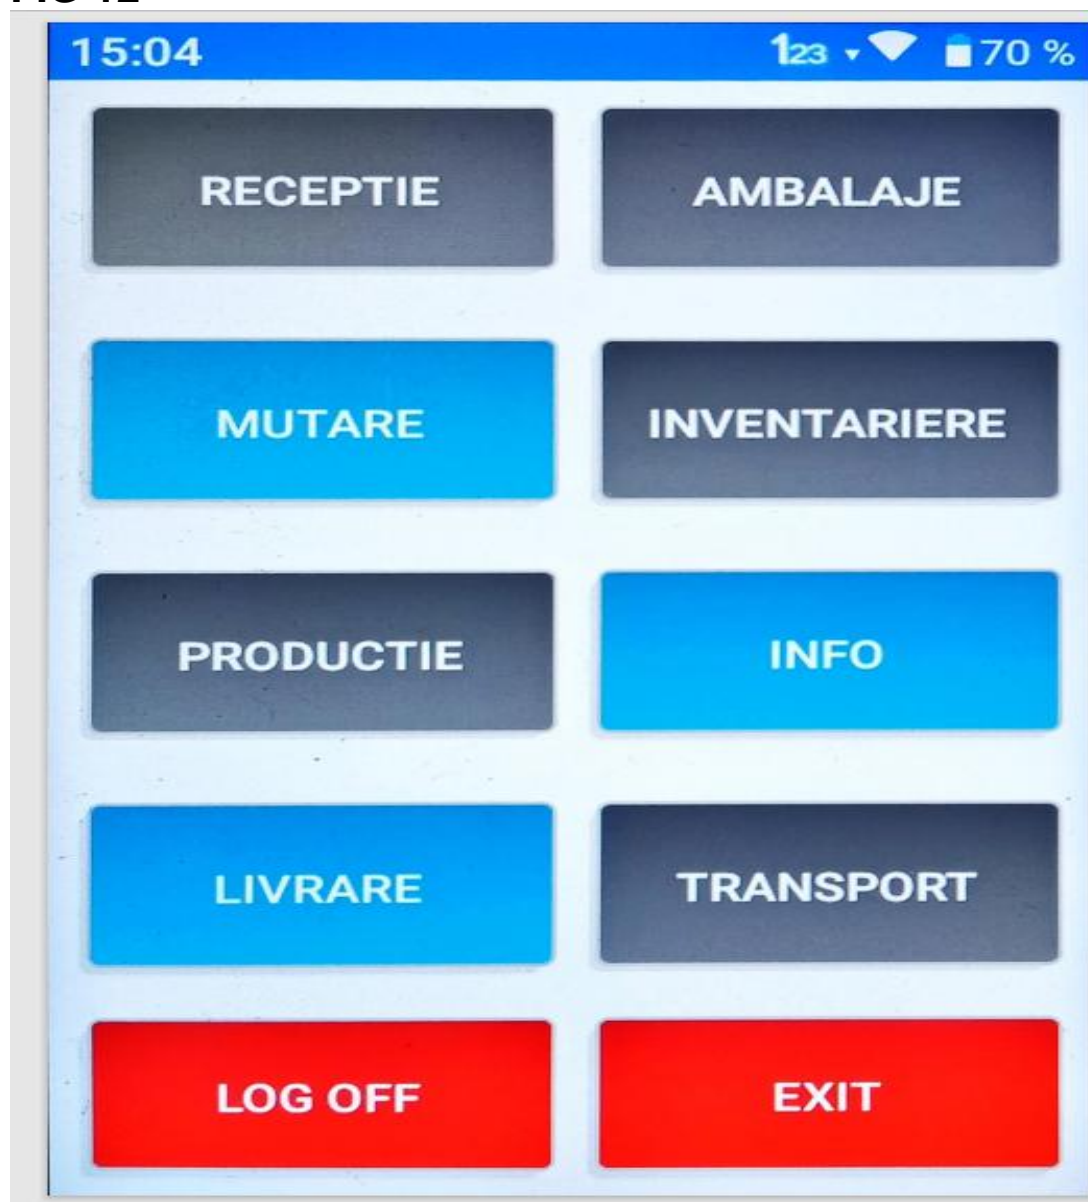 15:04 123 70 %
RECEPTIE AMBALAJE
MUTARE INVENTARIERE
PRODUCTIE INFO
LIVRARE TRANSPORT
LOG OFF EXIT